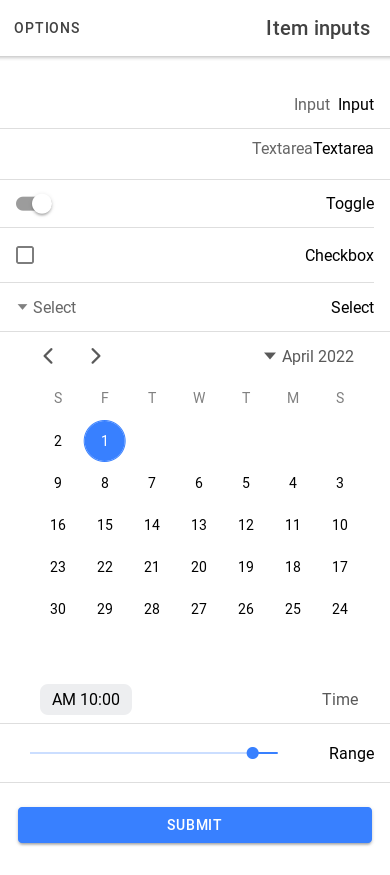 Item inputs OPTIONS
Input Input
Textarea Textarea
Toggle
Checkbox
Select Select
April 2022
S M T W T F S
1 2
3 4 5 6 7 8 9
10 11 12 13 14 15 16
17 18 19 20 21 22 23
24 25 26 27 28 29 30
Time AM 10:00
Range
SUBMIT